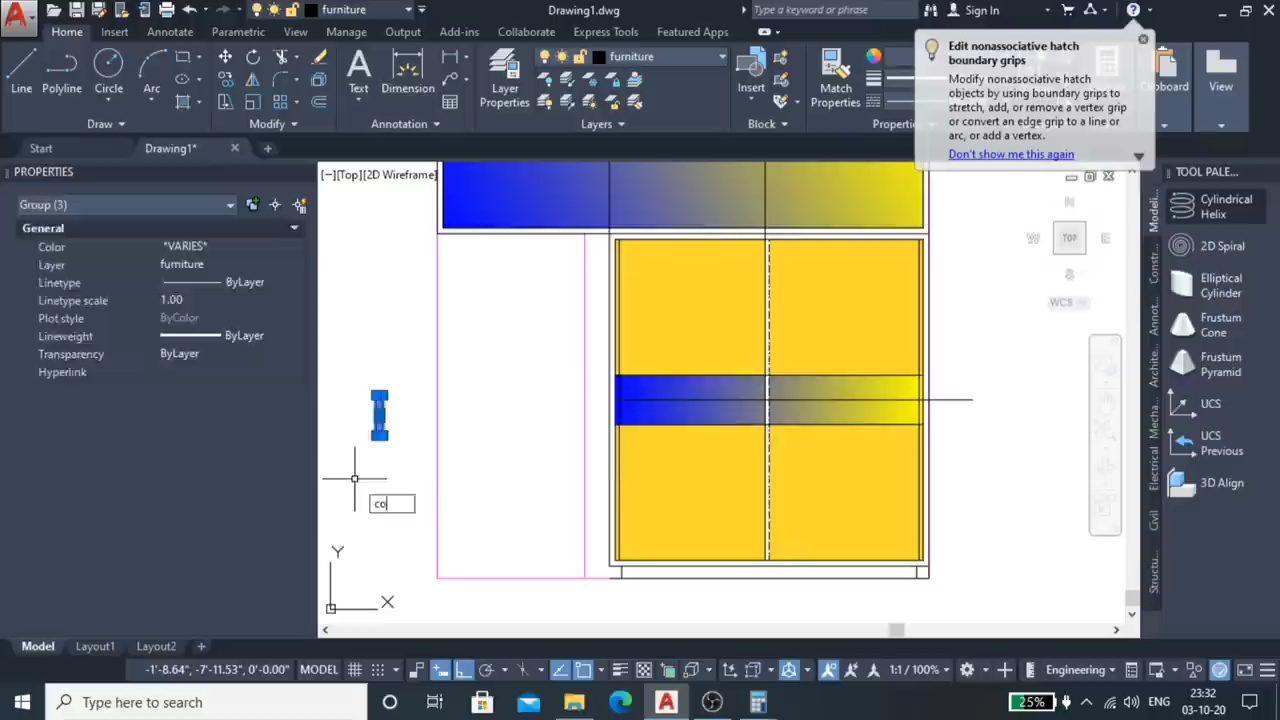 furniture
Drawing1.dwg
Type a keyword or phrase
Sign In
Home
Insert
Annotate
Parametric
View
Manage
Output
Add-ins
Collaborate
Express Tools
Featured Apps
Line
Polyline
Circle
Arc
Text
Dimension
Layer
Properties
furniture
Insert
Match
Properties
View
Draw
Modify
Annotation
Layers
Block
Edit nonassociative hatch
boundary grips
Modify nonassociative hatch
objects by using boundary grips to
stretch, add, or remove a vertex grip
or convert an edge grip to a line or
arc, or add a vertex.
Don't show me this again
Start
Drawing1*
PROPERTIES
Group (3)
General
Color *VARIES*
Layer furniture
Linetype ByLayer
Linetype scale 1.00
Plot style ByColor
Lineweight ByLayer
Transparency ByLayer
Hyperlink
[−][Top][2D Wireframe]
N
W TOP E
S
WCS
co
Y
X
TOOL PALE...
Cylindrical
Helix
2D Spiral
Elliptical
Cylinder
Frustum
Cone
Frustum
Pyramid
UCS
UCS
Previous
3D Align
Modeli...
Constr...
Annot...
Archite...
Mecha...
Electrical
Civil
Structu...
Model
Layout1
Layout2
-1'-8.64", -7'-11.53", 0'-0.00"
MODEL
1:1 / 100%
Engineering
Type here to search
25%
ENG
23:32
03-10-20